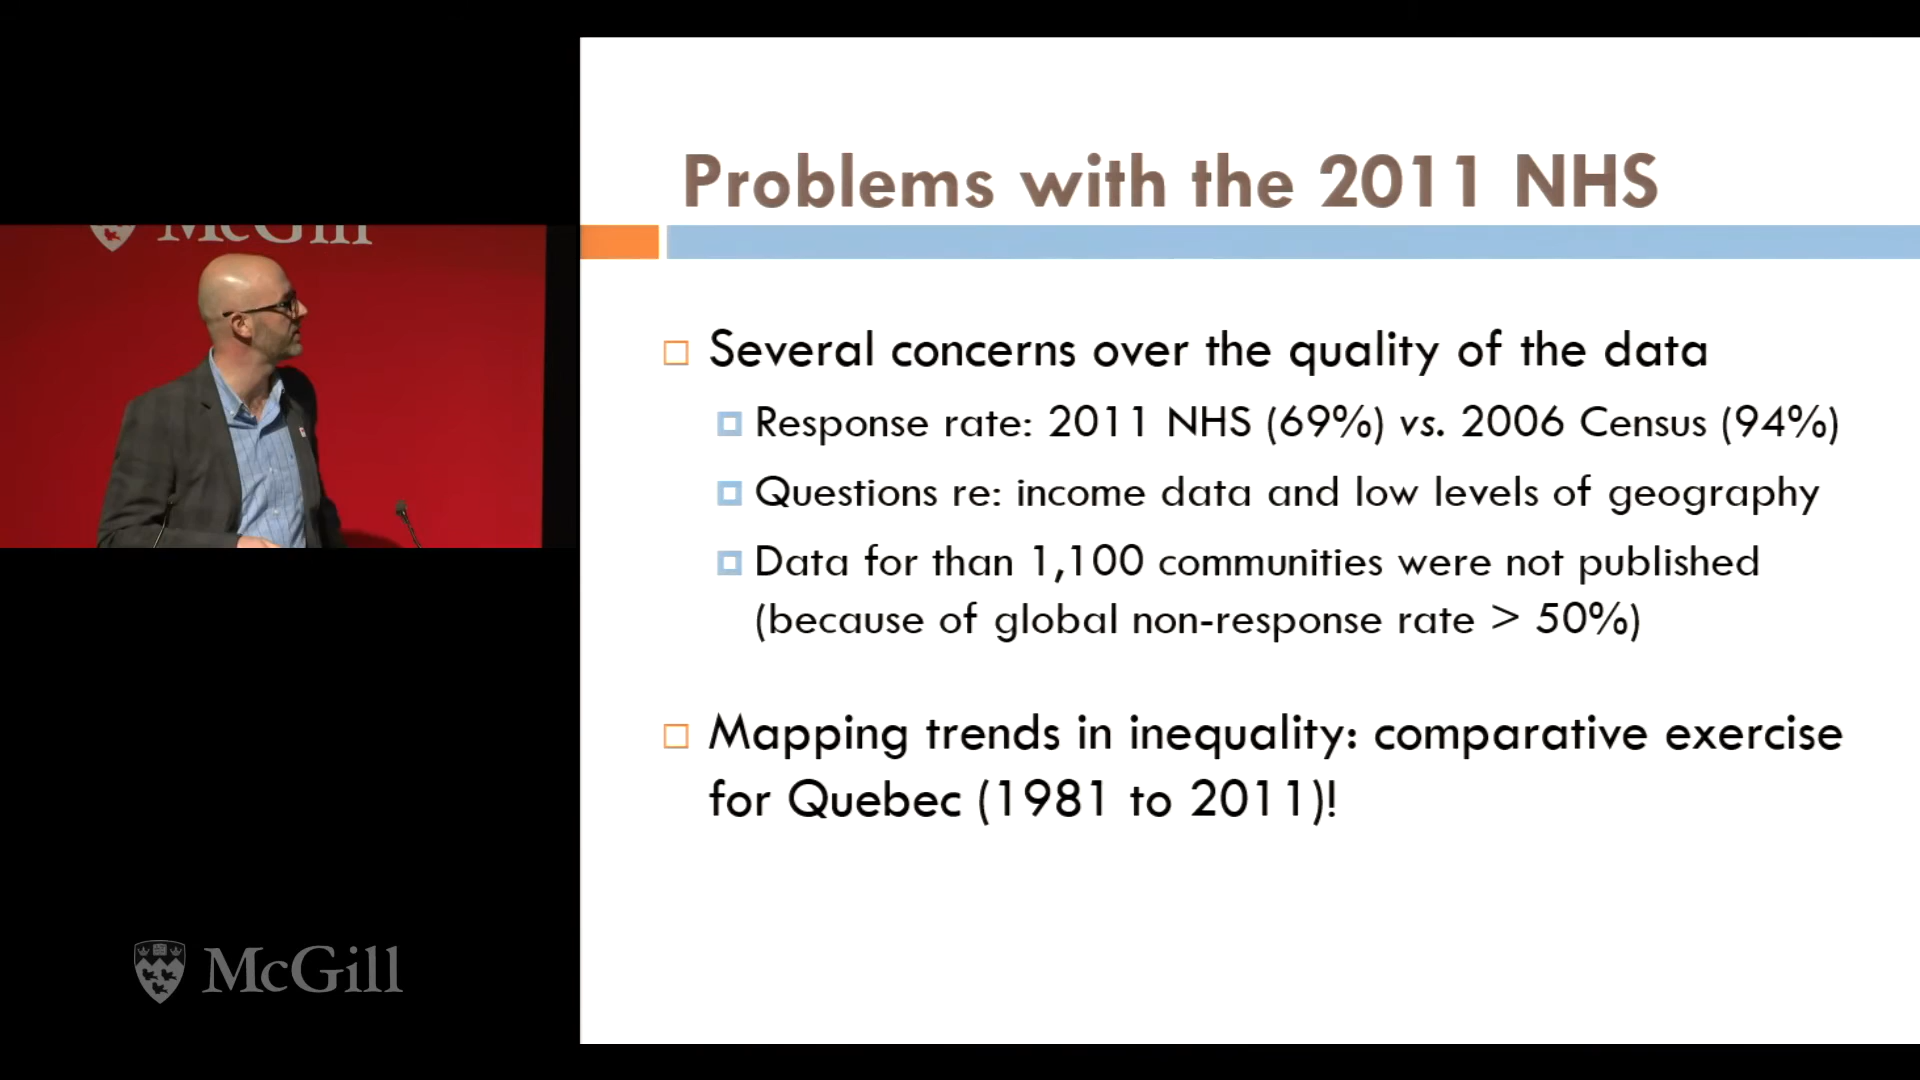 Problems with the 2011 NHS
McGill
Several concerns over the quality of the data
Response rate: 2011 NHS (69%) vs. 2006 Census (94%)
Questions re: income data and low levels of geography
Data for than 1,100 communities were not published
(because of global non-response rate > 50%)
Mapping trends in inequality: comparative exercise
for Quebec (1981 to 2011)!
McGill